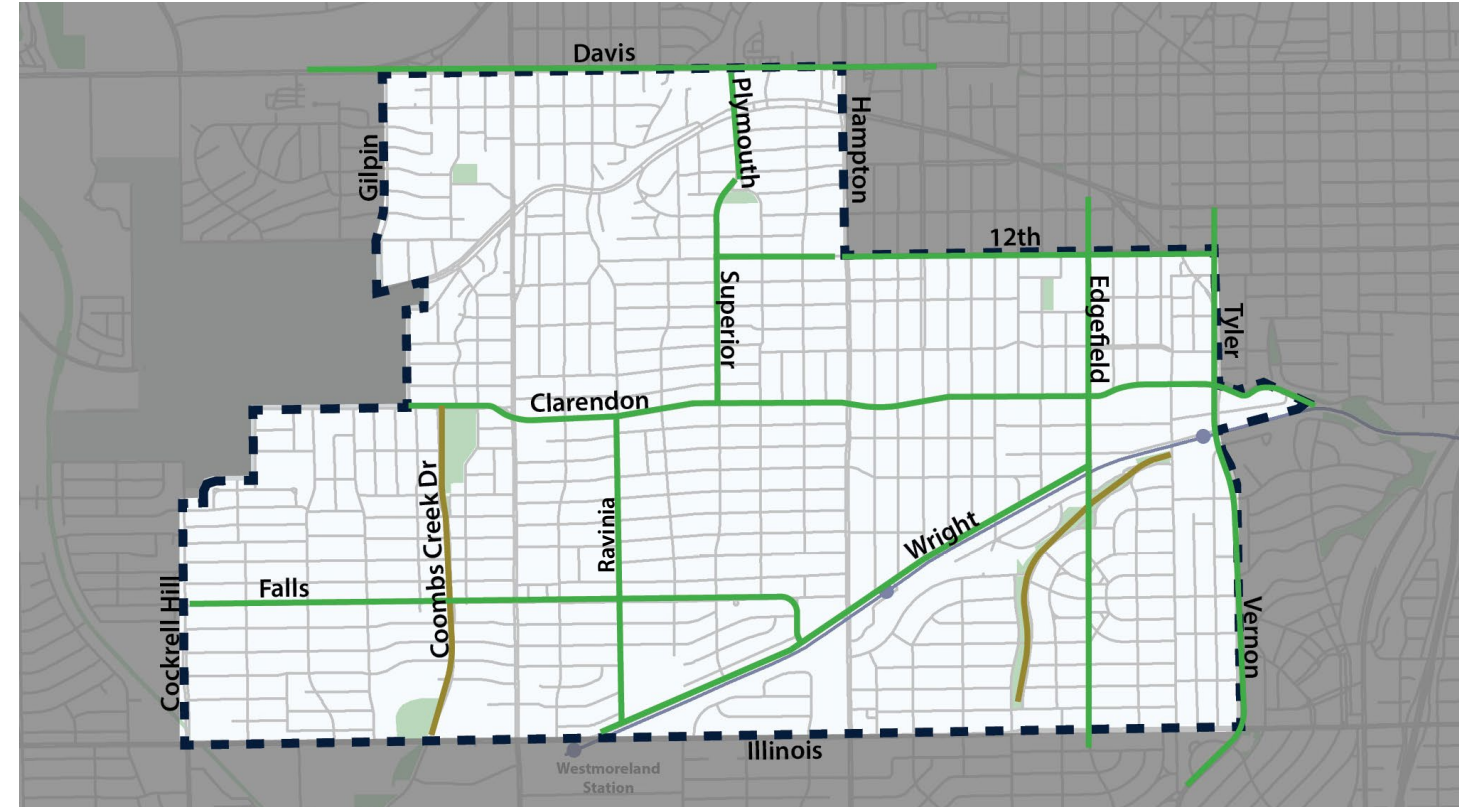 Davis
Plymouth
Hampton
Gilpin
12th
Superior
Edgefield
Tyler
Clarendon
Coombs Creek Dr
Ravinia
Wright
Falls
Cockrell Hill
Vernon
Illinois
Westmoreland
Station